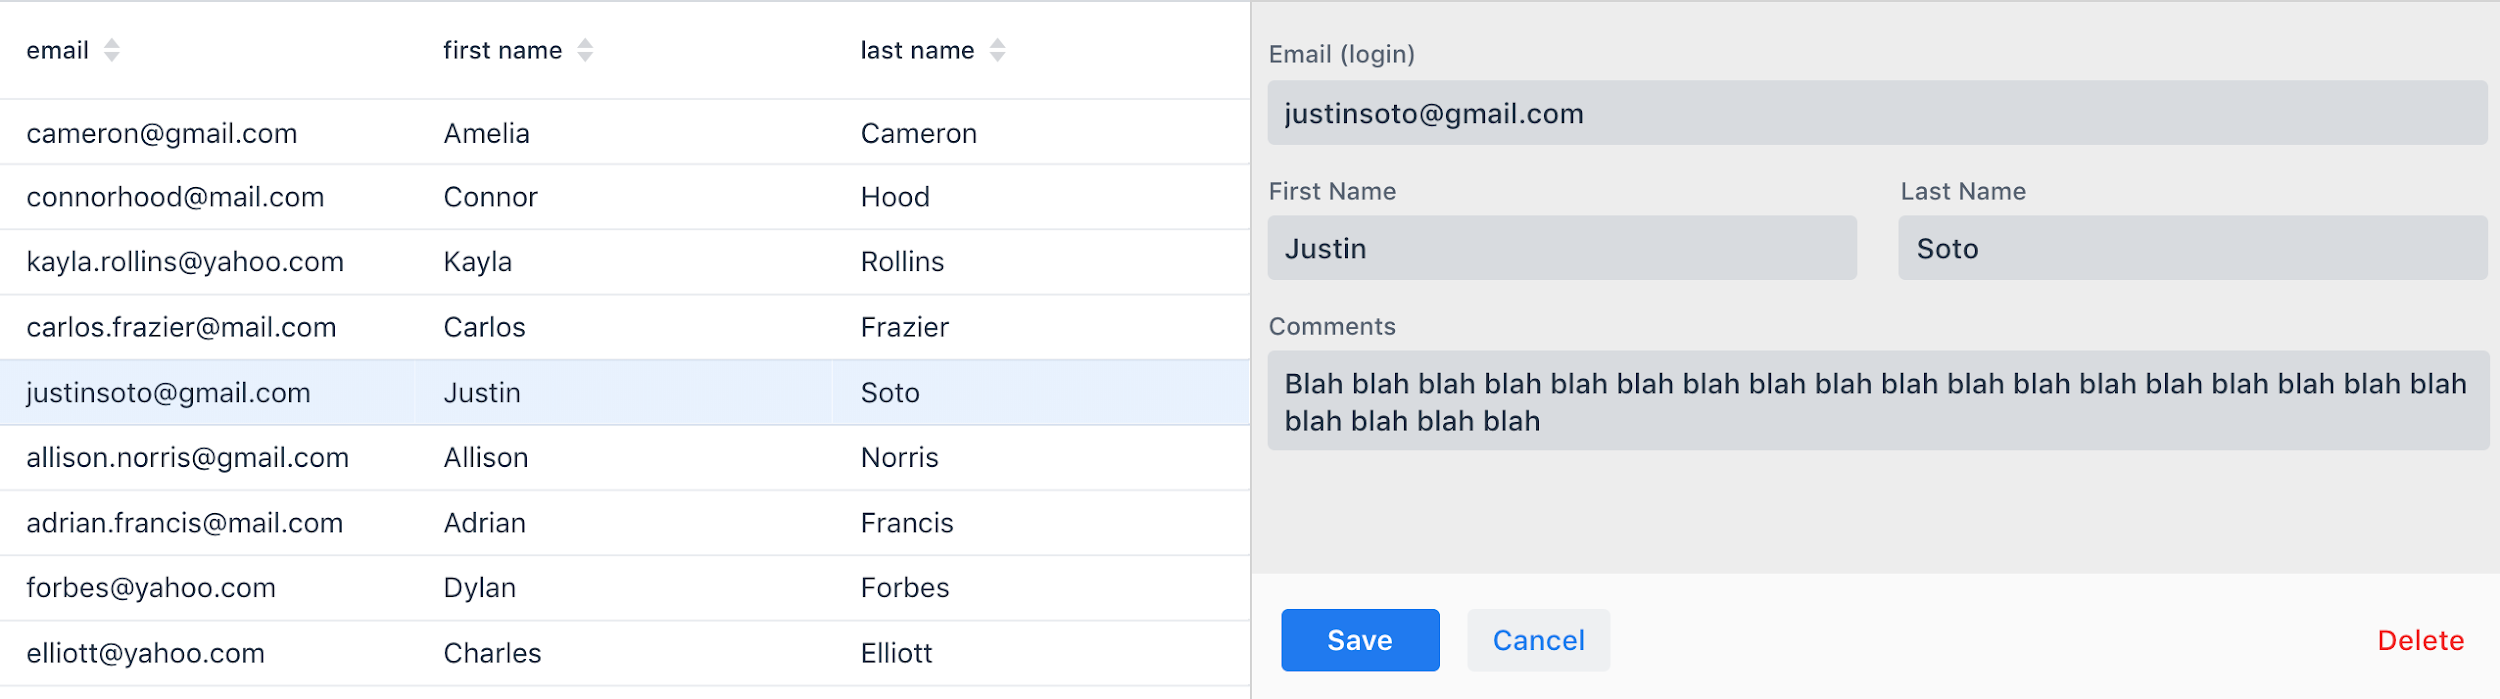 email first name last name
cameron@gmail.com Amelia Cameron
connorhood@mail.com Connor Hood
kayla.rollins@yahoo.com Kayla Rollins
carlos.frazier@mail.com Carlos Frazier
justinsoto@gmail.com Justin Soto
allison.norris@gmail.com Allison Norris
adrian.francis@mail.com Adrian Francis
forbes@yahoo.com Dylan Forbes
elliott@yahoo.com Charles Elliott
Email (login)
justinsoto@gmail.com
First Name Last Name
Justin Soto
Comments
Blah blah blah blah blah blah blah blah blah blah blah blah blah blah blah blah blah blah
blah blah blah blah
Save Cancel Delete